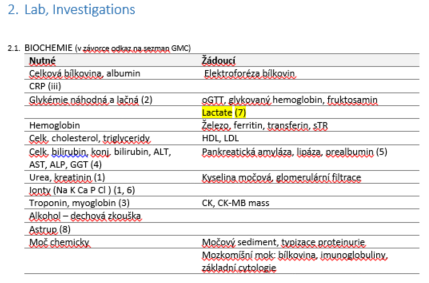 2. Lab, Investigations
2.1. BIOCHEMIE (v závorce odkaz na seznam GMC)
Nutné Žádoucí
Celková bílkovina, albumin Elektroforéza bílkovin
CRP (iii)
Glykémie náhodná a lačná (2) oGTT, glykovaný hemoglobin, fruktosamin
Lactate (7)
Hemoglobin Železo, ferritin, transferin, sTR
Celk. cholesterol, triglyceridy HDL, LDL
Celk. bilirubin, konj. bilirubin, ALT, Pankreatická amyláza, lipáza, prealbumin (5)
AST, ALP, GGT (4)
Urea, kreatinin (1) Kyselina močová, glomerulární filtrace
Jonty (Na K Ca P Cl ) (1, 6)
Troponin, myoglobin (3) CK, CK-MB mass
Alkohol – dechová zkouška
Astrup (8)
Moč chemicky Močový sediment, typizace proteinurie
Mozkomíšní mok: bílkovina, imunoglobuliny,
základní cytologie